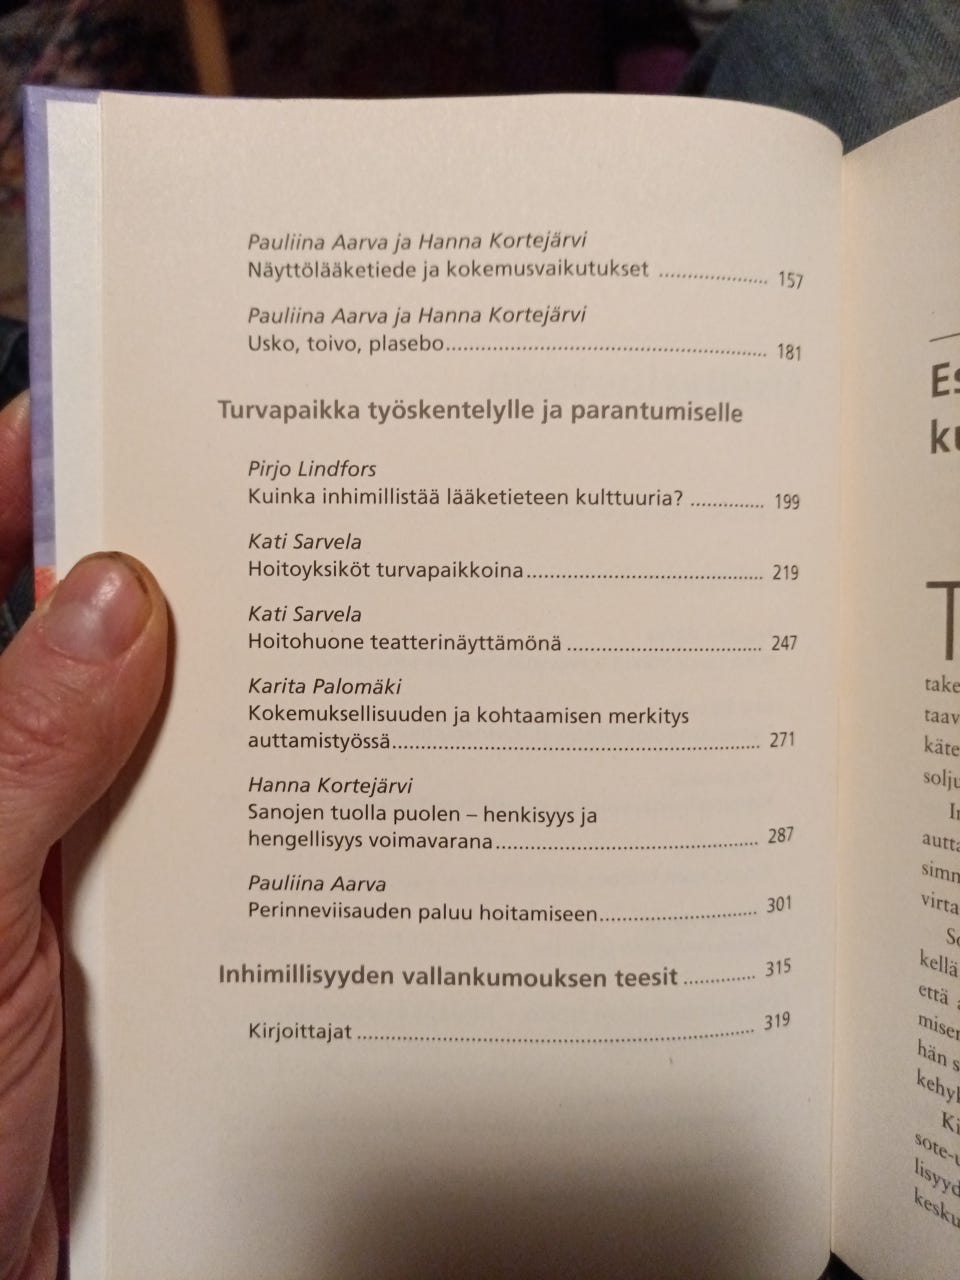 Pauliina Aarva ja Hanna Kortejärvi
Näyttölääketiede ja kokemusvaikutukset .................... 157
Pauliina Aarva ja Hanna Kortejärvi
Usko, toivo, plasebo........................................................ 181
Turvapaikka työskentelylle ja parantumiselle
Pirjo Lindfors
Kuinka inhimillistää lääketieteen kulttuuria? ............. 199
Kati Sarvela
Hoitoyksiköt turvapaikkoina.......................................... 219
Kati Sarvela
Hoitohuone teatterinäyttämönä .................................. 247
Karita Palomäki
Kokemuksellisuuden ja kohtaamisen merkitys
auttamistyössä................................................................ 271
Hanna Kortejärvi
Sanojen tuolla puolen – henkisyys ja
hengellisyys voimavarana.............................................. 287
Pauliina Aarva
Perinneviisauden paluu hoitamiseen........................... 301
Inhimillisyyden vallankumouksen teesit ............ 315
Kirjoittajat ...................................................................... 319